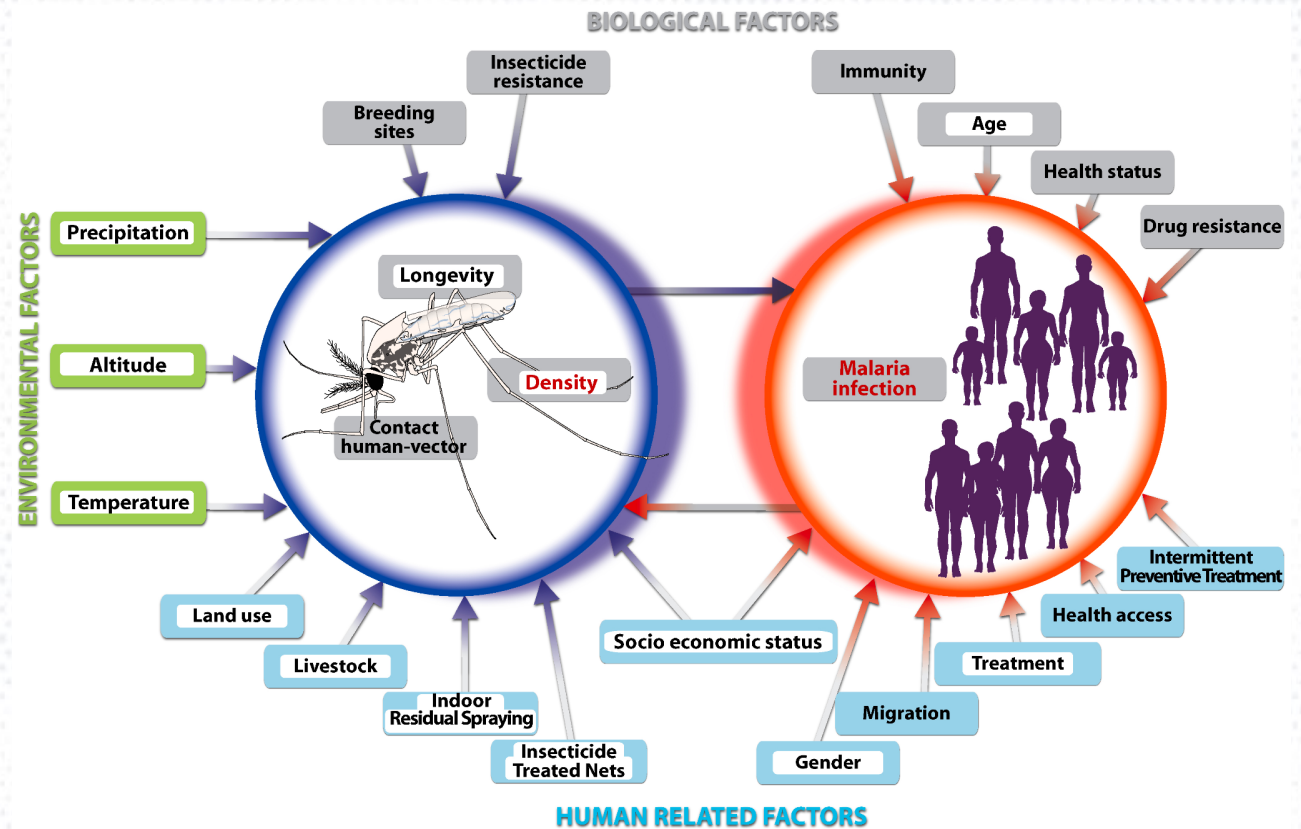 BIOLOGICAL FACTORS
Insecticide
resistance
Immunity
Breeding
sites
Age
Health status
Drug resistance
ENVIRONMENTAL FACTORS
Precipitation
Longevity
Altitude
Density
Malaria
infection
Contact
human-vector
Temperature
Intermittent
Preventive Treatment
Land use
Health access
Socio economic status
Livestock
Treatment
Indoor
Residual Spraying
Migration
Insecticide
Treated Nets
Gender
HUMAN RELATED FACTORS